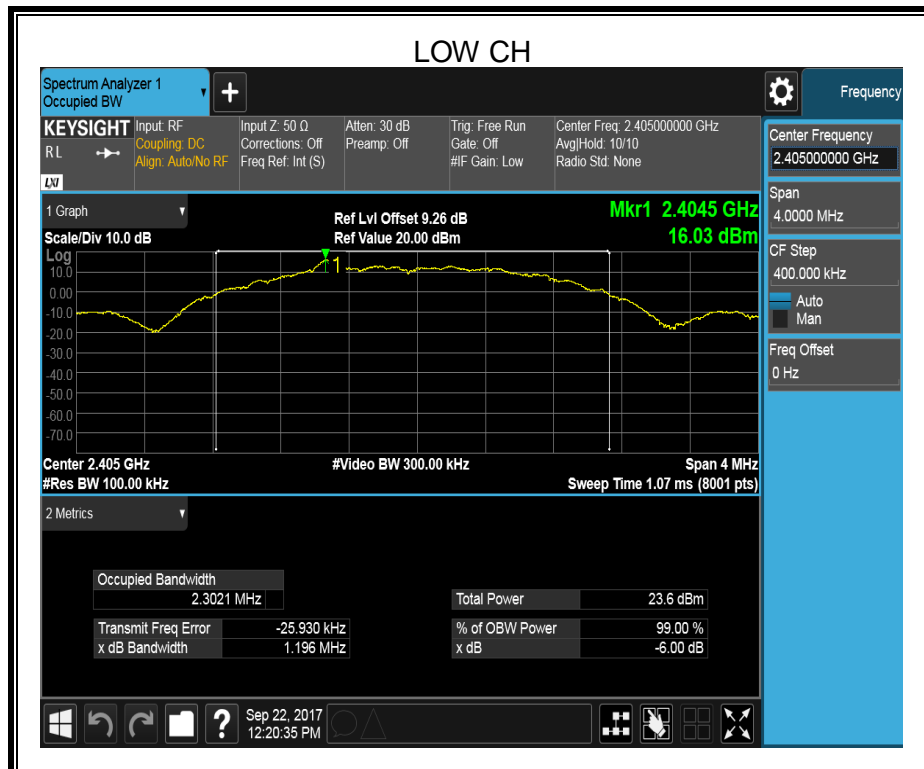 LOW CH
Spectrum Analyzer 1
Occupied BW
+
Frequency
KEYSIGHT
RL
LXI
Input: RF
Coupling: DC
Align: Auto/No RF
Input Z: 50 Ω
Corrections: Off
Freq Ref: Int (S)
Atten: 30 dB
Preamp: Off
Trig: Free Run
Gate: Off
#IF Gain: Low
Center Freq: 2.405000000 GHz
Avg|Hold: 10/10
Radio Std: None
Center Frequency
2.405000000 GHz
Span
4.0000 MHz
CF Step
400.000 kHz
Auto
Man
Freq Offset
0 Hz
1 Graph
Scale/Div 10.0 dB
Ref Lvl Offset 9.26 dB
Ref Value 20.00 dBm
Mkr1 2.4045 GHz
16.03 dBm
Log
1
10.0
0.00
-10.0
-20.0
-30.0
-40.0
-50.0
-60.0
-70.0
Center 2.405 GHz
#Res BW 100.00 kHz
#Video BW 300.00 kHz
Span 4 MHz
Sweep Time 1.07 ms (8001 pts)
2 Metrics
Occupied Bandwidth
2.3021 MHz
Total Power 23.6 dBm
Transmit Freq Error -25.930 kHz
% of OBW Power 99.00 %
x dB Bandwidth 1.196 MHz
x dB -6.00 dB
?
Sep 22, 2017
12:20:35 PM